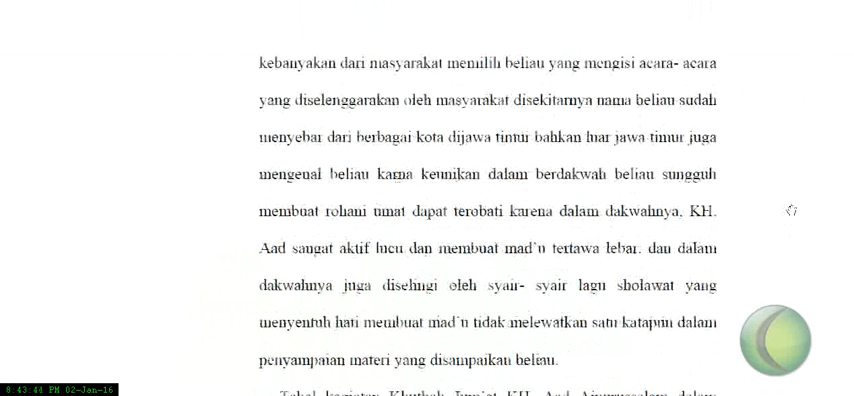 kebanyakan dari masyarakat memilih beliau yang mengisi acara- acara
yang diselenggarakan oleh masyarakat disekitarnya nama beliau sudah
menyebar dari berbagai kota dijawa timur bahkan luar jawa timur juga
mengenal beliau karna keunikan dalam berdakwah beliau sungguh
membuat rohani umat dapat terobati karena dalam dakwahnya, KH.
Aad sangat aktif lucu dan membuat mad'u tertawa lebar. dan dalam
dakwahnya juga diselingi oleh syair- syair lagu sholawat yang
menyentuh hati membuat mad'u tidak melewatkan satu katapun dalam
penyampaian materi yang disampaikan beliau.
KH. Aad dalam
8:43:44 PM 02-Jan-16